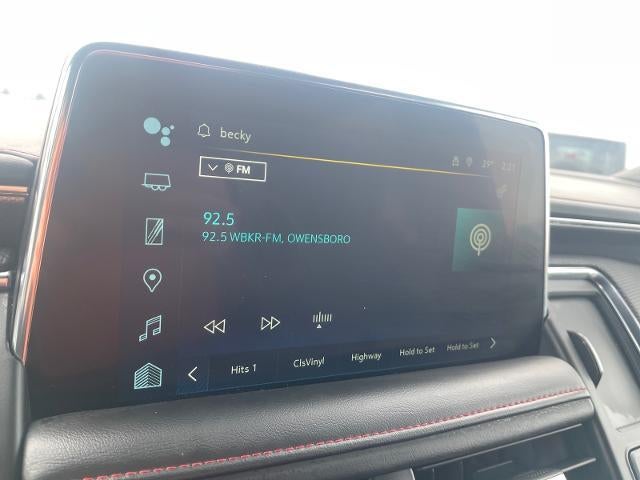 becky
29° 2:21
FM
92.5
92.5 WBKR-FM, OWENSBORO
Hits 1
ClsVinyl
Highway
Hold to Set
Hold to Set